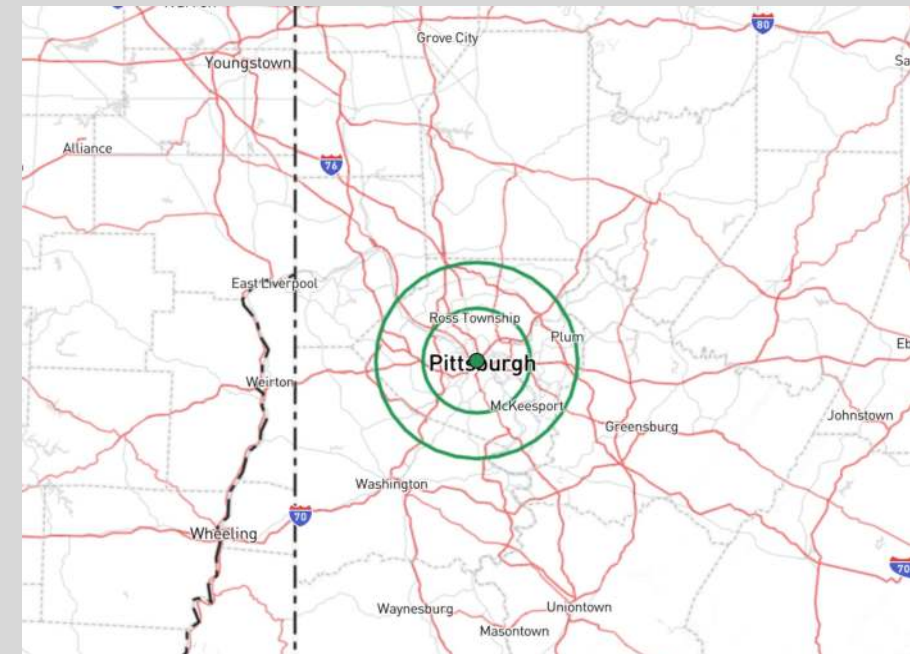 80
Grove City
Youngstown
Sa
Alliance
76
East Liverpool
Ross Township
Plum
Pittsburgh
Eb
Weirton
McKeesport
Johnstown
Greensburg
Washington
70
Wheeling
70
Waynesburg
Uniontown
Masontown